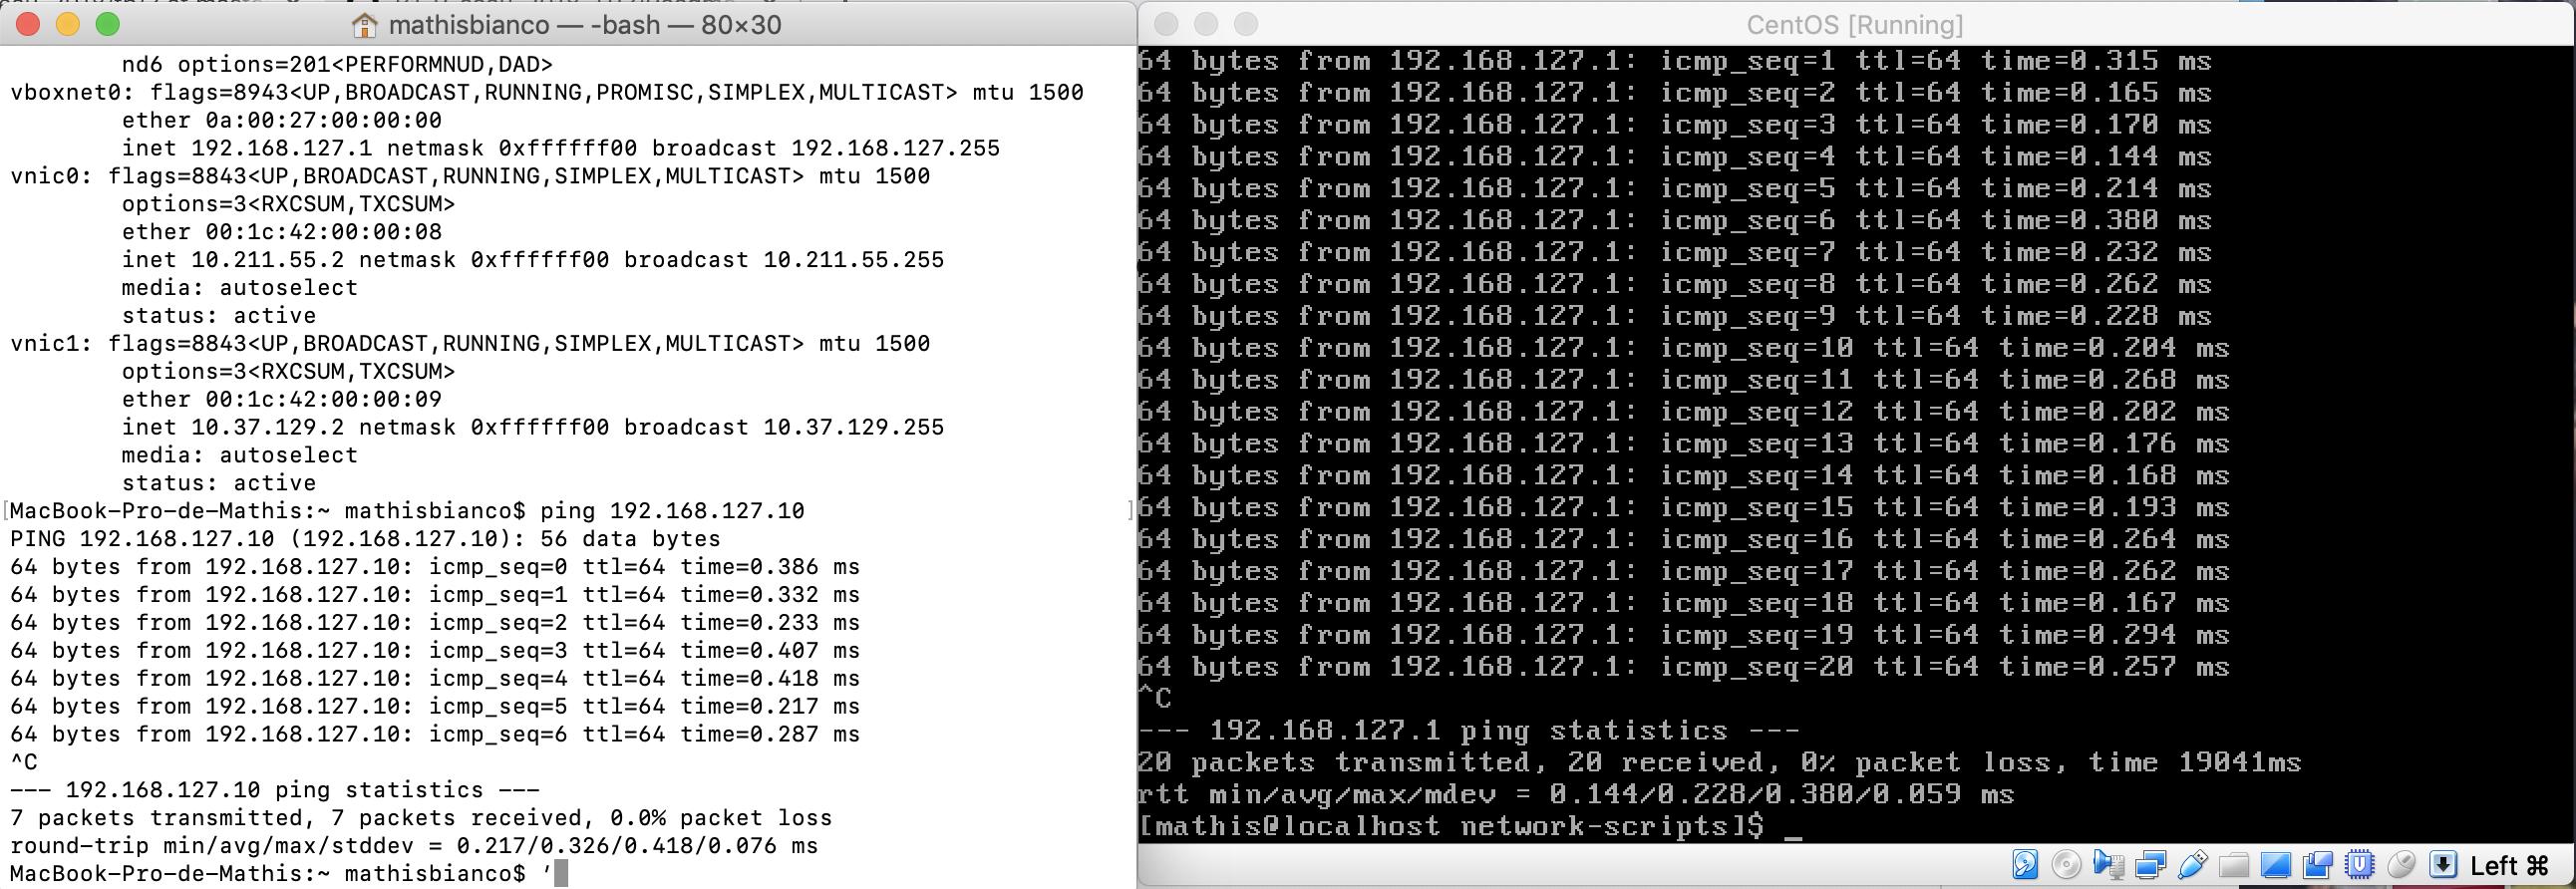 mathisbianco — -bash — 80×30
nd6 options=201<PERFORMNUD,DAD>
vboxnet0: flags=8943<UP,BROADCAST,RUNNING,PROMISC,SIMPLEX,MULTICAST> mtu 1500
ether 0a:00:27:00:00:00
inet 192.168.127.1 netmask 0xffffff00 broadcast 192.168.127.255
vnic0: flags=8843<UP,BROADCAST,RUNNING,SIMPLEX,MULTICAST> mtu 1500
options=3<RXCSUM,TXCSUM>
ether 00:1c:42:00:00:08
inet 10.211.55.2 netmask 0xffffff00 broadcast 10.211.55.255
media: autoselect
status: active
vnic1: flags=8843<UP,BROADCAST,RUNNING,SIMPLEX,MULTICAST> mtu 1500
options=3<RXCSUM,TXCSUM>
ether 00:1c:42:00:00:09
inet 10.37.129.2 netmask 0xffffff00 broadcast 10.37.129.255
media: autoselect
status: active
[MacBook-Pro-de-Mathis:~ mathisbianco$ ping 192.168.127.10 ]
PING 192.168.127.10 (192.168.127.10): 56 data bytes
64 bytes from 192.168.127.10: icmp_seq=0 ttl=64 time=0.386 ms
64 bytes from 192.168.127.10: icmp_seq=1 ttl=64 time=0.332 ms
64 bytes from 192.168.127.10: icmp_seq=2 ttl=64 time=0.233 ms
64 bytes from 192.168.127.10: icmp_seq=3 ttl=64 time=0.407 ms
64 bytes from 192.168.127.10: icmp_seq=4 ttl=64 time=0.418 ms
64 bytes from 192.168.127.10: icmp_seq=5 ttl=64 time=0.217 ms
64 bytes from 192.168.127.10: icmp_seq=6 ttl=64 time=0.287 ms
^C
--- 192.168.127.10 ping statistics ---
7 packets transmitted, 7 packets received, 0.0% packet loss
round-trip min/avg/max/stddev = 0.217/0.326/0.418/0.076 ms
MacBook-Pro-de-Mathis:~ mathisbianco$ '
CentOS [Running]
64 bytes from 192.168.127.1: icmp_seq=1 ttl=64 time=0.315 ms
64 bytes from 192.168.127.1: icmp_seq=2 ttl=64 time=0.165 ms
64 bytes from 192.168.127.1: icmp_seq=3 ttl=64 time=0.170 ms
64 bytes from 192.168.127.1: icmp_seq=4 ttl=64 time=0.144 ms
64 bytes from 192.168.127.1: icmp_seq=5 ttl=64 time=0.214 ms
64 bytes from 192.168.127.1: icmp_seq=6 ttl=64 time=0.380 ms
64 bytes from 192.168.127.1: icmp_seq=7 ttl=64 time=0.232 ms
64 bytes from 192.168.127.1: icmp_seq=8 ttl=64 time=0.262 ms
64 bytes from 192.168.127.1: icmp_seq=9 ttl=64 time=0.228 ms
64 bytes from 192.168.127.1: icmp_seq=10 ttl=64 time=0.204 ms
64 bytes from 192.168.127.1: icmp_seq=11 ttl=64 time=0.268 ms
64 bytes from 192.168.127.1: icmp_seq=12 ttl=64 time=0.202 ms
64 bytes from 192.168.127.1: icmp_seq=13 ttl=64 time=0.176 ms
64 bytes from 192.168.127.1: icmp_seq=14 ttl=64 time=0.168 ms
64 bytes from 192.168.127.1: icmp_seq=15 ttl=64 time=0.193 ms
64 bytes from 192.168.127.1: icmp_seq=16 ttl=64 time=0.264 ms
64 bytes from 192.168.127.1: icmp_seq=17 ttl=64 time=0.262 ms
64 bytes from 192.168.127.1: icmp_seq=18 ttl=64 time=0.167 ms
64 bytes from 192.168.127.1: icmp_seq=19 ttl=64 time=0.294 ms
64 bytes from 192.168.127.1: icmp_seq=20 ttl=64 time=0.257 ms
^C
--- 192.168.127.1 ping statistics ---
20 packets transmitted, 20 received, 0% packet loss, time 19041ms
rtt min/avg/max/mdev = 0.144/0.228/0.380/0.059 ms
[mathis@localhost network-scripts]$ _
Left ⌘